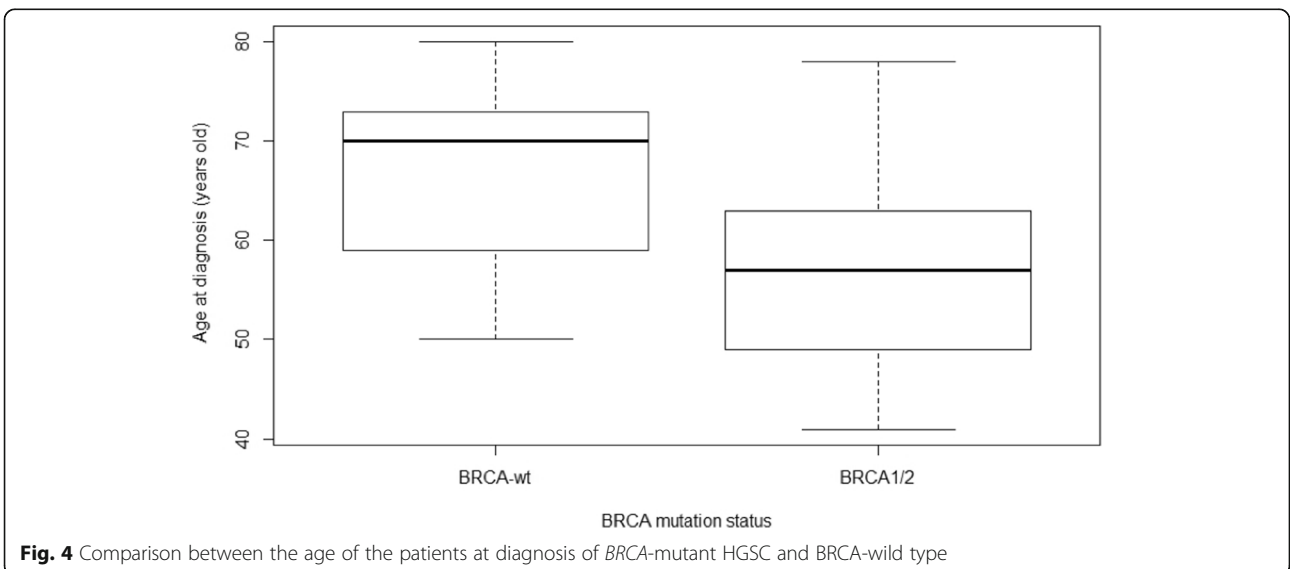 80
70
60
50
40
Age at diagnosis (years old)
BRCA-wt
BRCA1/2
BRCA mutation status
Fig. 4 Comparison between the age of the patients at diagnosis of BRCA-mutant HGSC and BRCA-wild type